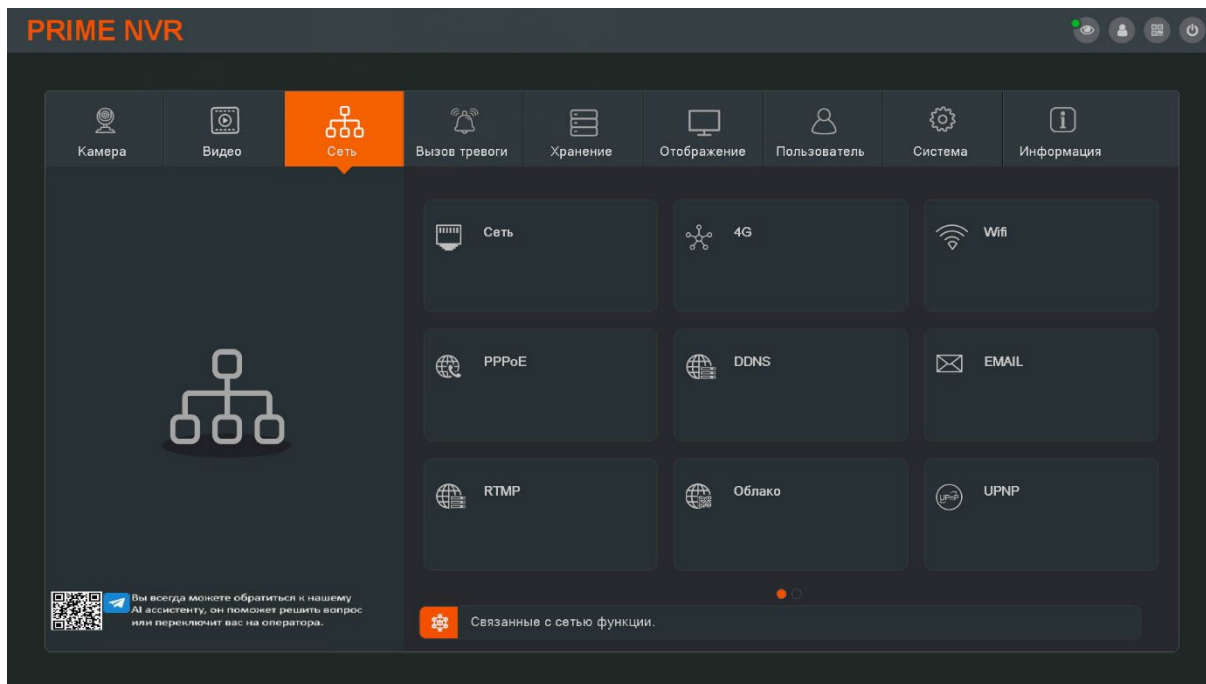 PRIME NVR
Камера
Видео
Сеть
Вызов тревоги
Хранение
Отображение
Пользователь
Система
Информация
Сеть
4G
Wifi
PPPoE
DDNS
EMAIL
RTMP
Облако
UPnP
UPNP
Вы всегда можете обратиться к нашему
AI ассистенту, он поможет решить вопрос
или переключит вас на оператора.
Связанные с сетью функции.